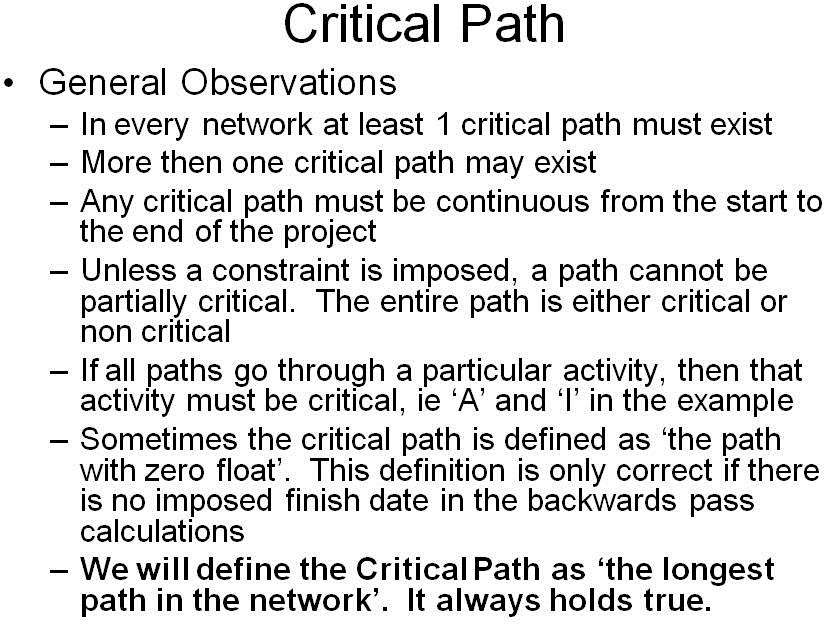 Critical Path
• General Observations
– In every network at least 1 critical path must exist
– More then one critical path may exist
– Any critical path must be continuous from the start to
the end of the project
– Unless a constraint is imposed, a path cannot be
partially critical.  The entire path is either critical or
non critical
– If all paths go through a particular activity, then that
activity must be critical, ie ‘A’ and ‘I’ in the example
– Sometimes the critical path is defined as ‘the path
with zero float’.  This definition is only correct if there
is no imposed finish date in the backwards pass
calculations
– We will define the Critical Path as ‘the longest
path in the network’.  It always holds true.